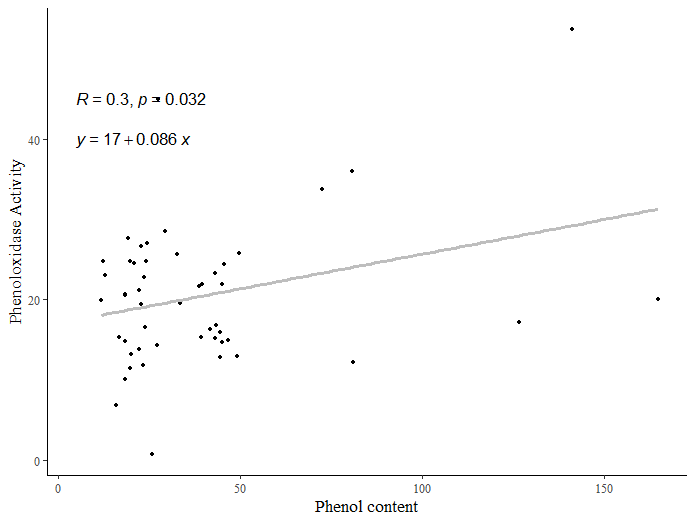 R = 0.3, p = 0.032
y = 17 + 0.086 x
40
20
0
Phenoloxidase Activity
0 50 100 150
Phenol content